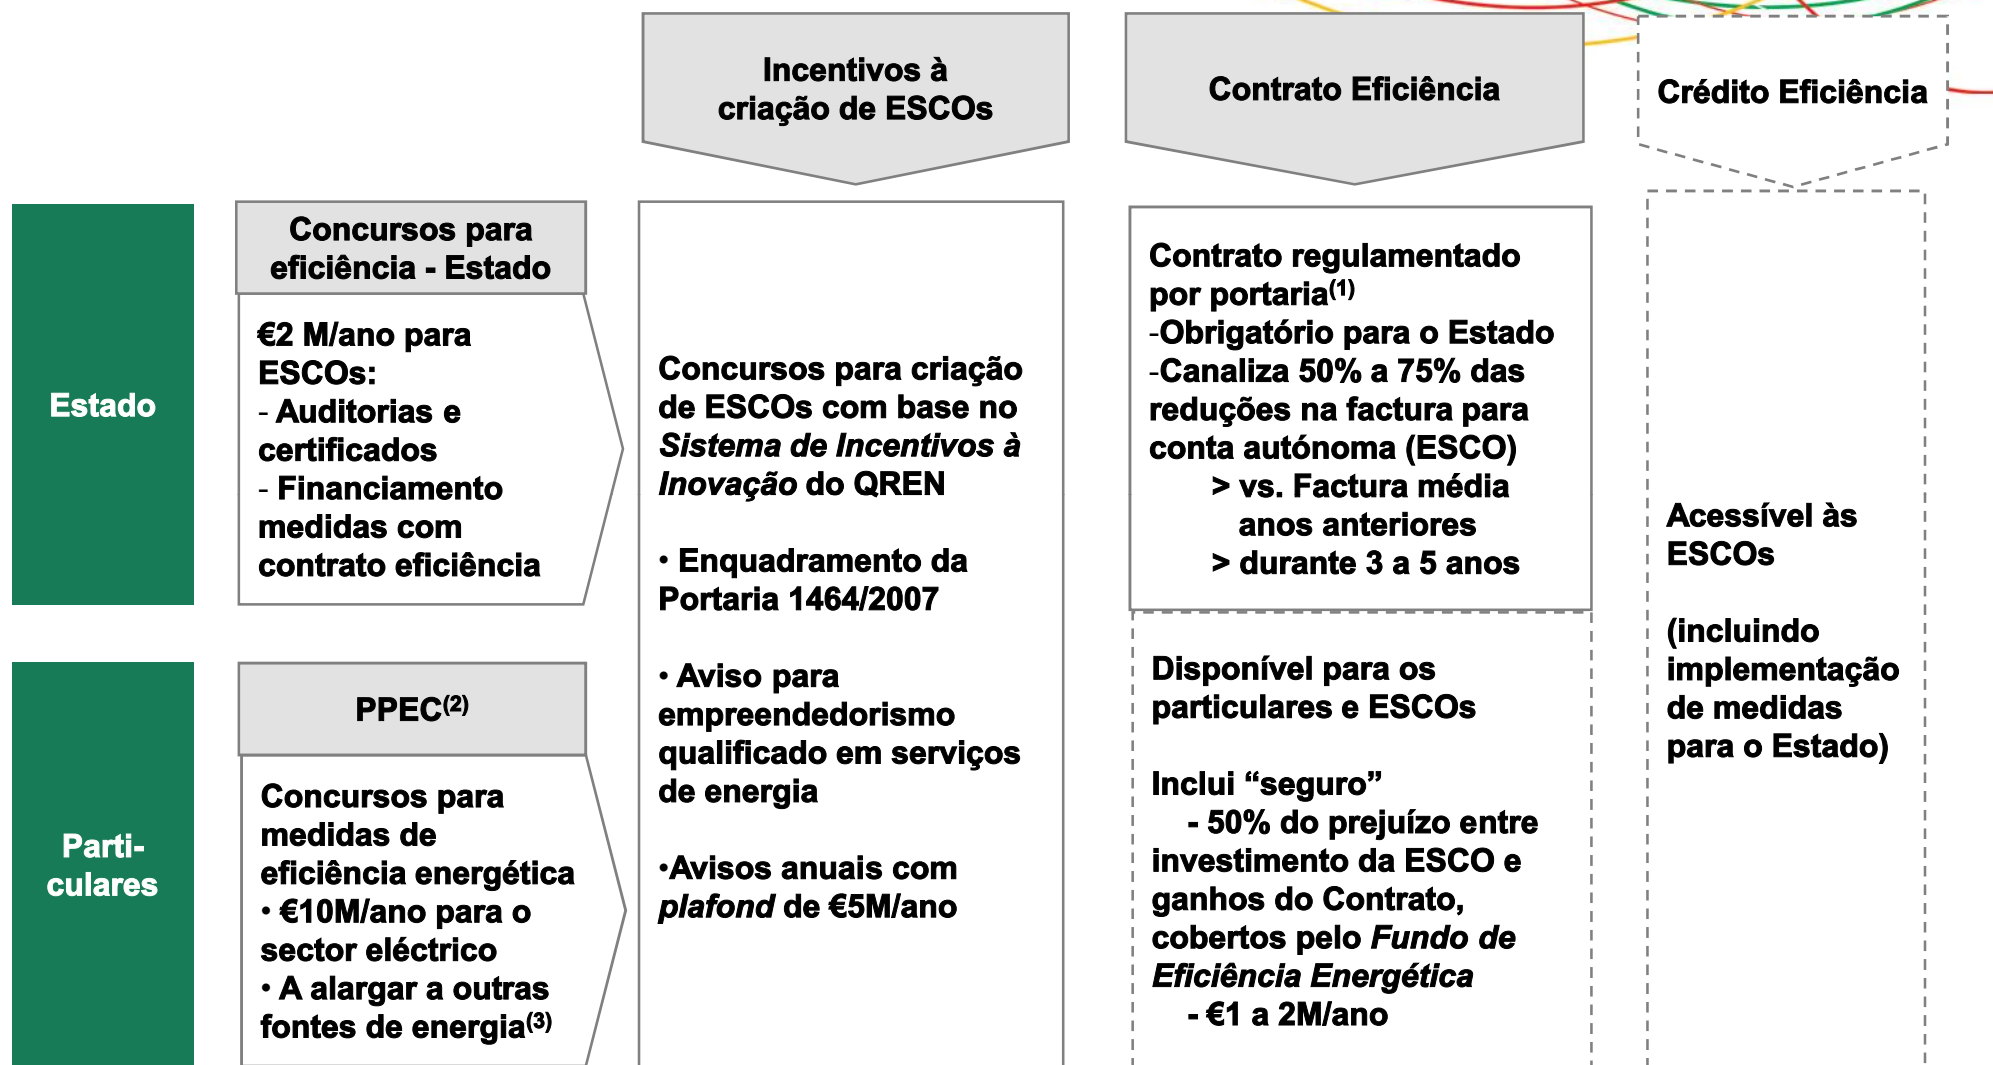 Incentivos à
criação de ESCOs
Contrato Eficiência
Crédito Eficiência
Estado
Concursos para
eficiência - Estado
€2 M/ano para
ESCOs:
- Auditorias e
certificados
- Financiamento
medidas com
contrato eficiência
Parti-
culares
PPEC(2)
Concursos para
medidas de
eficiência energética
• €10M/ano para o
sector eléctrico
• A alargar a outras
fontes de energia(3)
Concursos para criação
de ESCOs com base no
Sistema de Incentivos à
Inovação do QREN
• Enquadramento da
Portaria 1464/2007
• Aviso para
empreendedorismo
qualificado em serviços
de energia
•Avisos anuais com
plafond de €5M/ano
Contrato regulamentado
por portaria(1)
-Obrigatório para o Estado
-Canaliza 50% a 75% das
reduções na factura para
conta autónoma (ESCO)
> vs. Factura média
anos anteriores
> durante 3 a 5 anos
Disponível para os
particulares e ESCOs
Inclui “seguro”
- 50% do prejuízo entre
investimento da ESCO e
ganhos do Contrato,
cobertos pelo Fundo de
Eficiência Energética
- €1 a 2M/ano
Acessível às
ESCOs
(incluindo
implementação
de medidas
para o Estado)